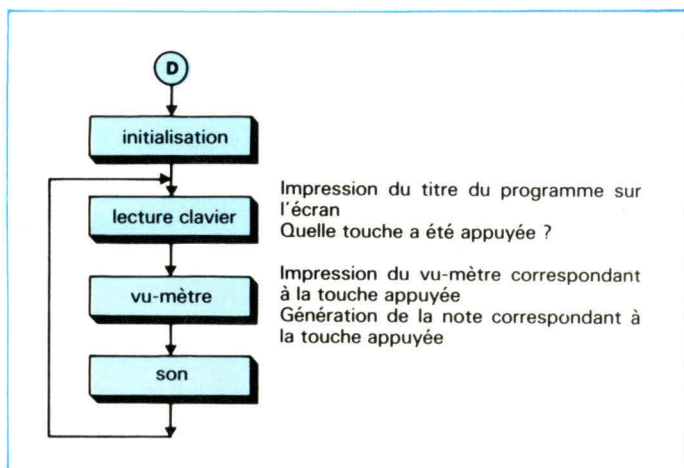 D
initialisation
lecture clavier
Impression du titre du programme sur
l'écran
Quelle touche a été appuyée ?
vu-mètre
Impression du vu-mètre correspondant
à la touche appuyée
Génération de la note correspondant à
la touche appuyée
son